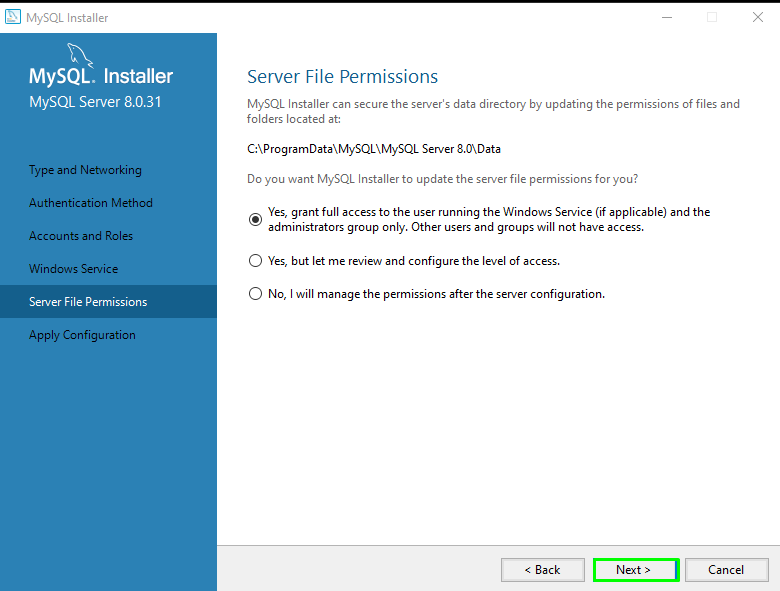 MySQL Installer
MySQL. Installer
MySQL Server 8.0.31
Type and Networking
Authentication Method
Accounts and Roles
Windows Service
Server File Permissions
Apply Configuration
Server File Permissions
MySQL Installer can secure the server's data directory by updating the permissions of files and
folders located at:
C:\ProgramData\MySQL\MySQL Server 8.0\Data
Do you want MySQL Installer to update the server file permissions for you?
Yes, grant full access to the user running the Windows Service (if applicable) and the
administrators group only. Other users and groups will not have access.
Yes, but let me review and configure the level of access.
No, I will manage the permissions after the server configuration.
< Back
Next >
Cancel